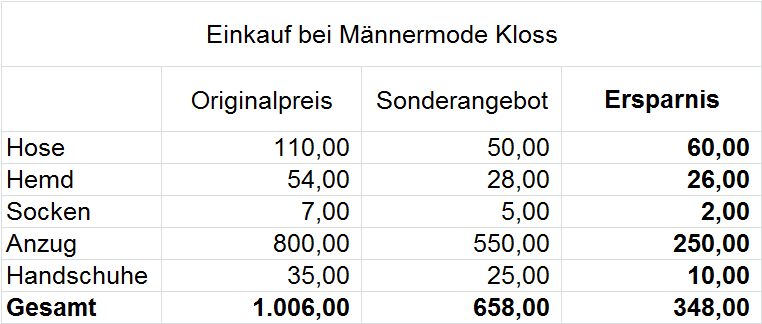 Einkauf bei Männermode Kloss
Originalpreis Sonderangebot Ersparnis
Hose 110,00 50,00 60,00
Hemd 54,00 28,00 26,00
Socken 7,00 5,00 2,00
Anzug 800,00 550,00 250,00
Handschuhe 35,00 25,00 10,00
Gesamt 1.006,00 658,00 348,00